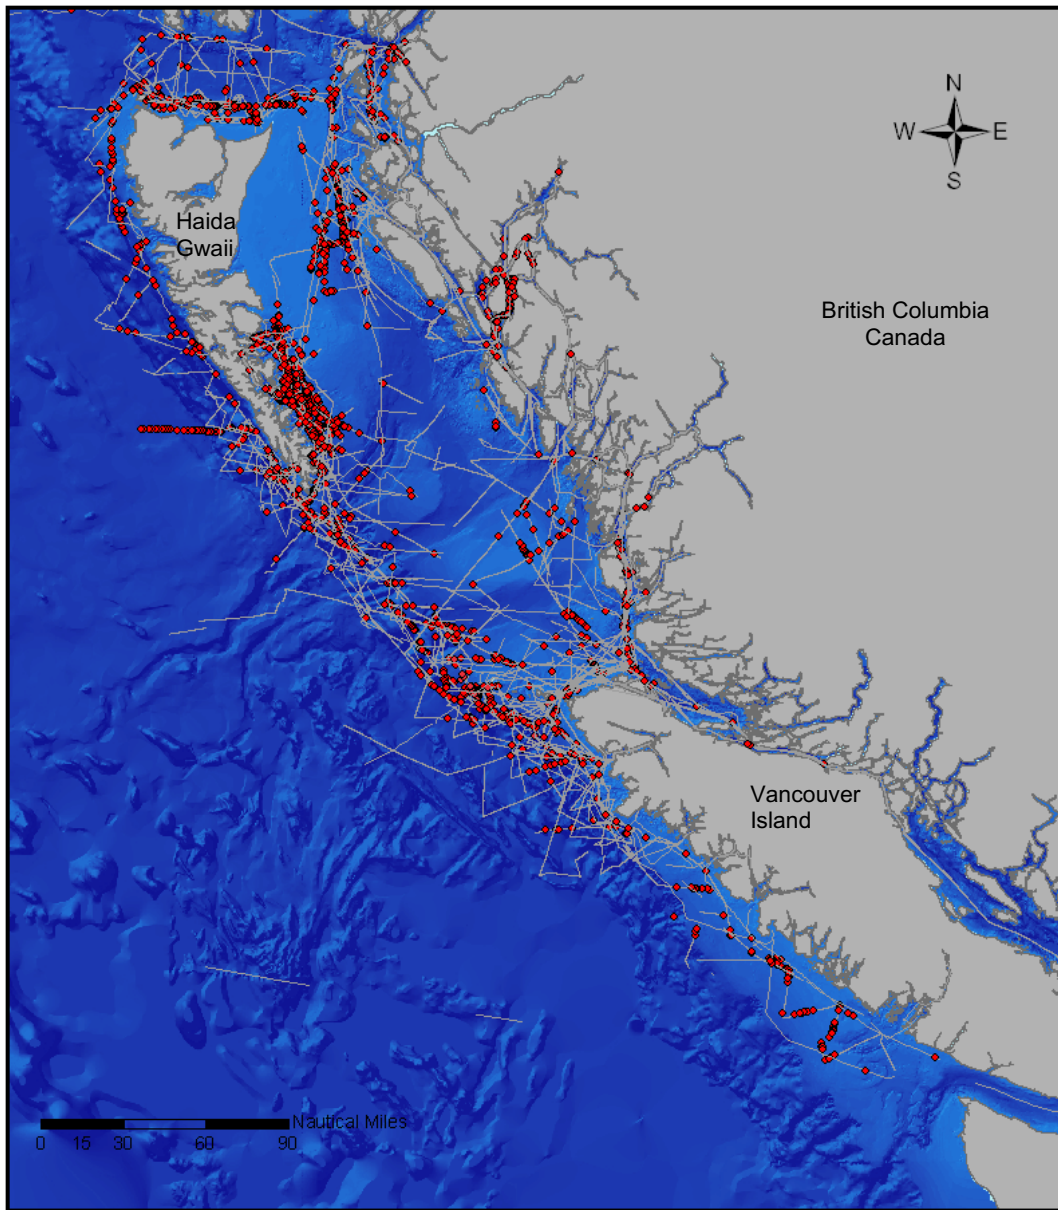 N
W E
S
Haida
Gwaii
British Columbia
Canada
Vancouver
Island
Nautical Miles
0 15 30 60 90